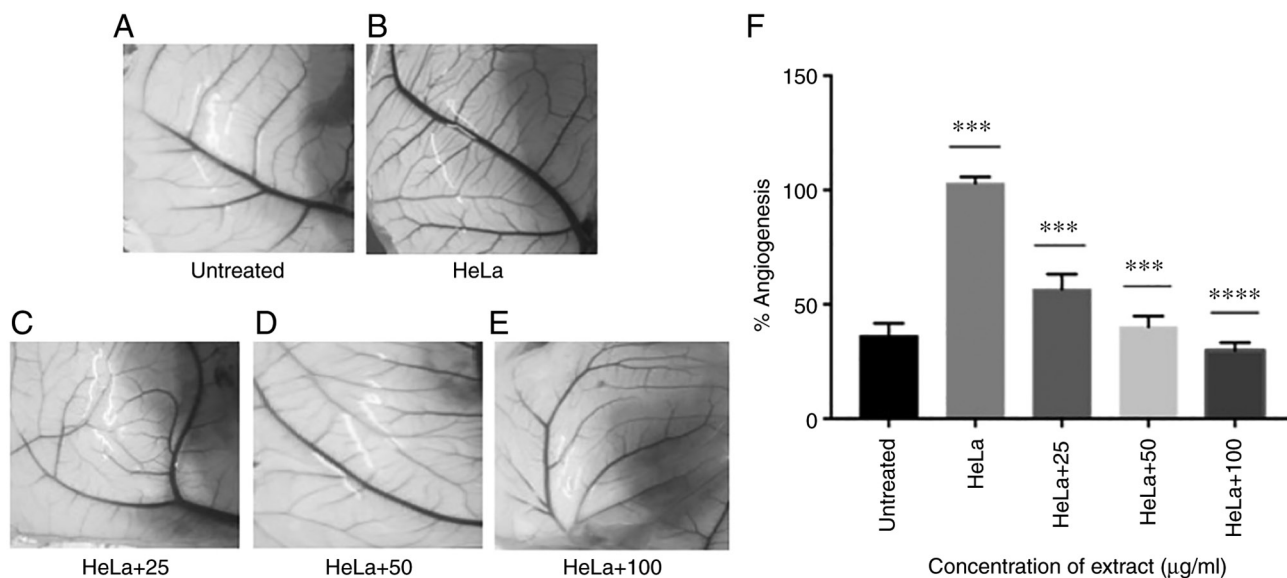 A
B
Untreated
HeLa
C
D
E
HeLa+25
HeLa+50
HeLa+100
F
% Angiogenesis
150
100
50
0
***
***
***
****
Untreated
HeLa
HeLa+25
HeLa+50
HeLa+100
Concentration of extract (µg/ml)